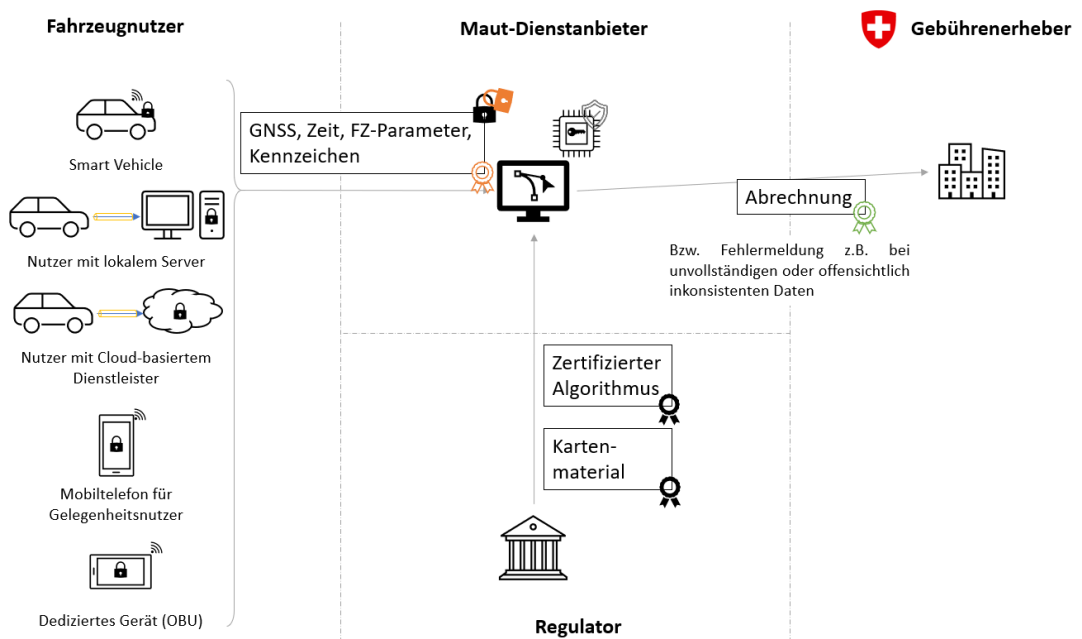 Fahrzeugnutzer
Maut-Dienstanbieter
Gebührenerheber
Smart Vehicle
Nutzer mit lokalem Server
Nutzer mit Cloud-basiertem
Dienstleister
Mobiltelefon für
Gelegenheitsnutzer
Dediziertes Gerät (OBU)
GNSS, Zeit, FZ-Parameter,
Kennzeichen
Abrechnung
Bzw. Fehlermeldung z.B. bei
unvollständigen oder offensichtlich
inkonsistenten Daten
Zertifizierter
Algorithmus
Karten-
material
Regulator